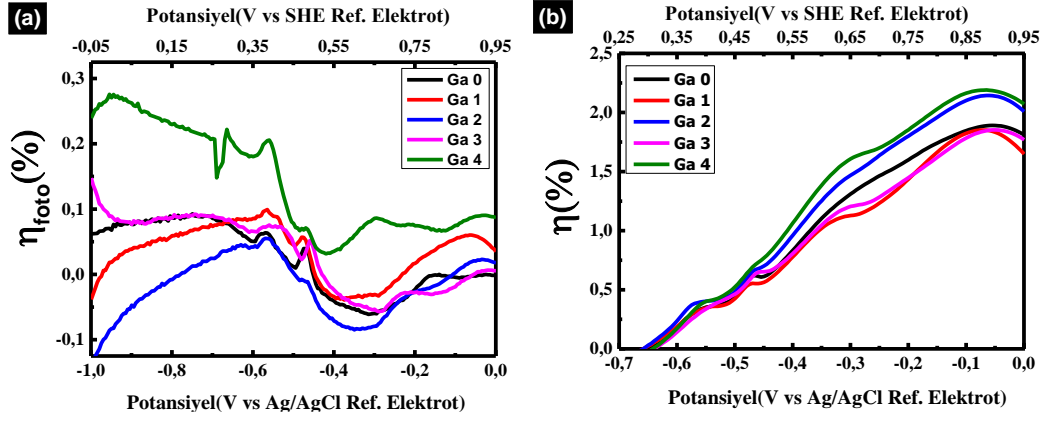 (a)
Potansiyel(V vs SHE Ref. Elektrot)
-0,05 0,15 0,35 0,55 0,75 0,95
η_foto(%)
0,3
0,2
0,1
0,0
-0,1
Ga 0
Ga 1
Ga 2
Ga 3
Ga 4
-1,0 -0,8 -0,6 -0,4 -0,2 0,0
Potansiyel(V vs Ag/AgCl Ref. Elektrot)
(b)
Potansiyel(V vs SHE Ref. Elektrot)
0,25 0,35 0,45 0,55 0,65 0,75 0,85 0,95
η(%)
2,5
2,0
1,5
1,0
0,5
0,0
Ga 0
Ga 1
Ga 2
Ga 3
Ga 4
-0,7 -0,6 -0,5 -0,4 -0,3 -0,2 -0,1 0,0
Potansiyel(V vs Ag/AgCl Ref. Elektrot)